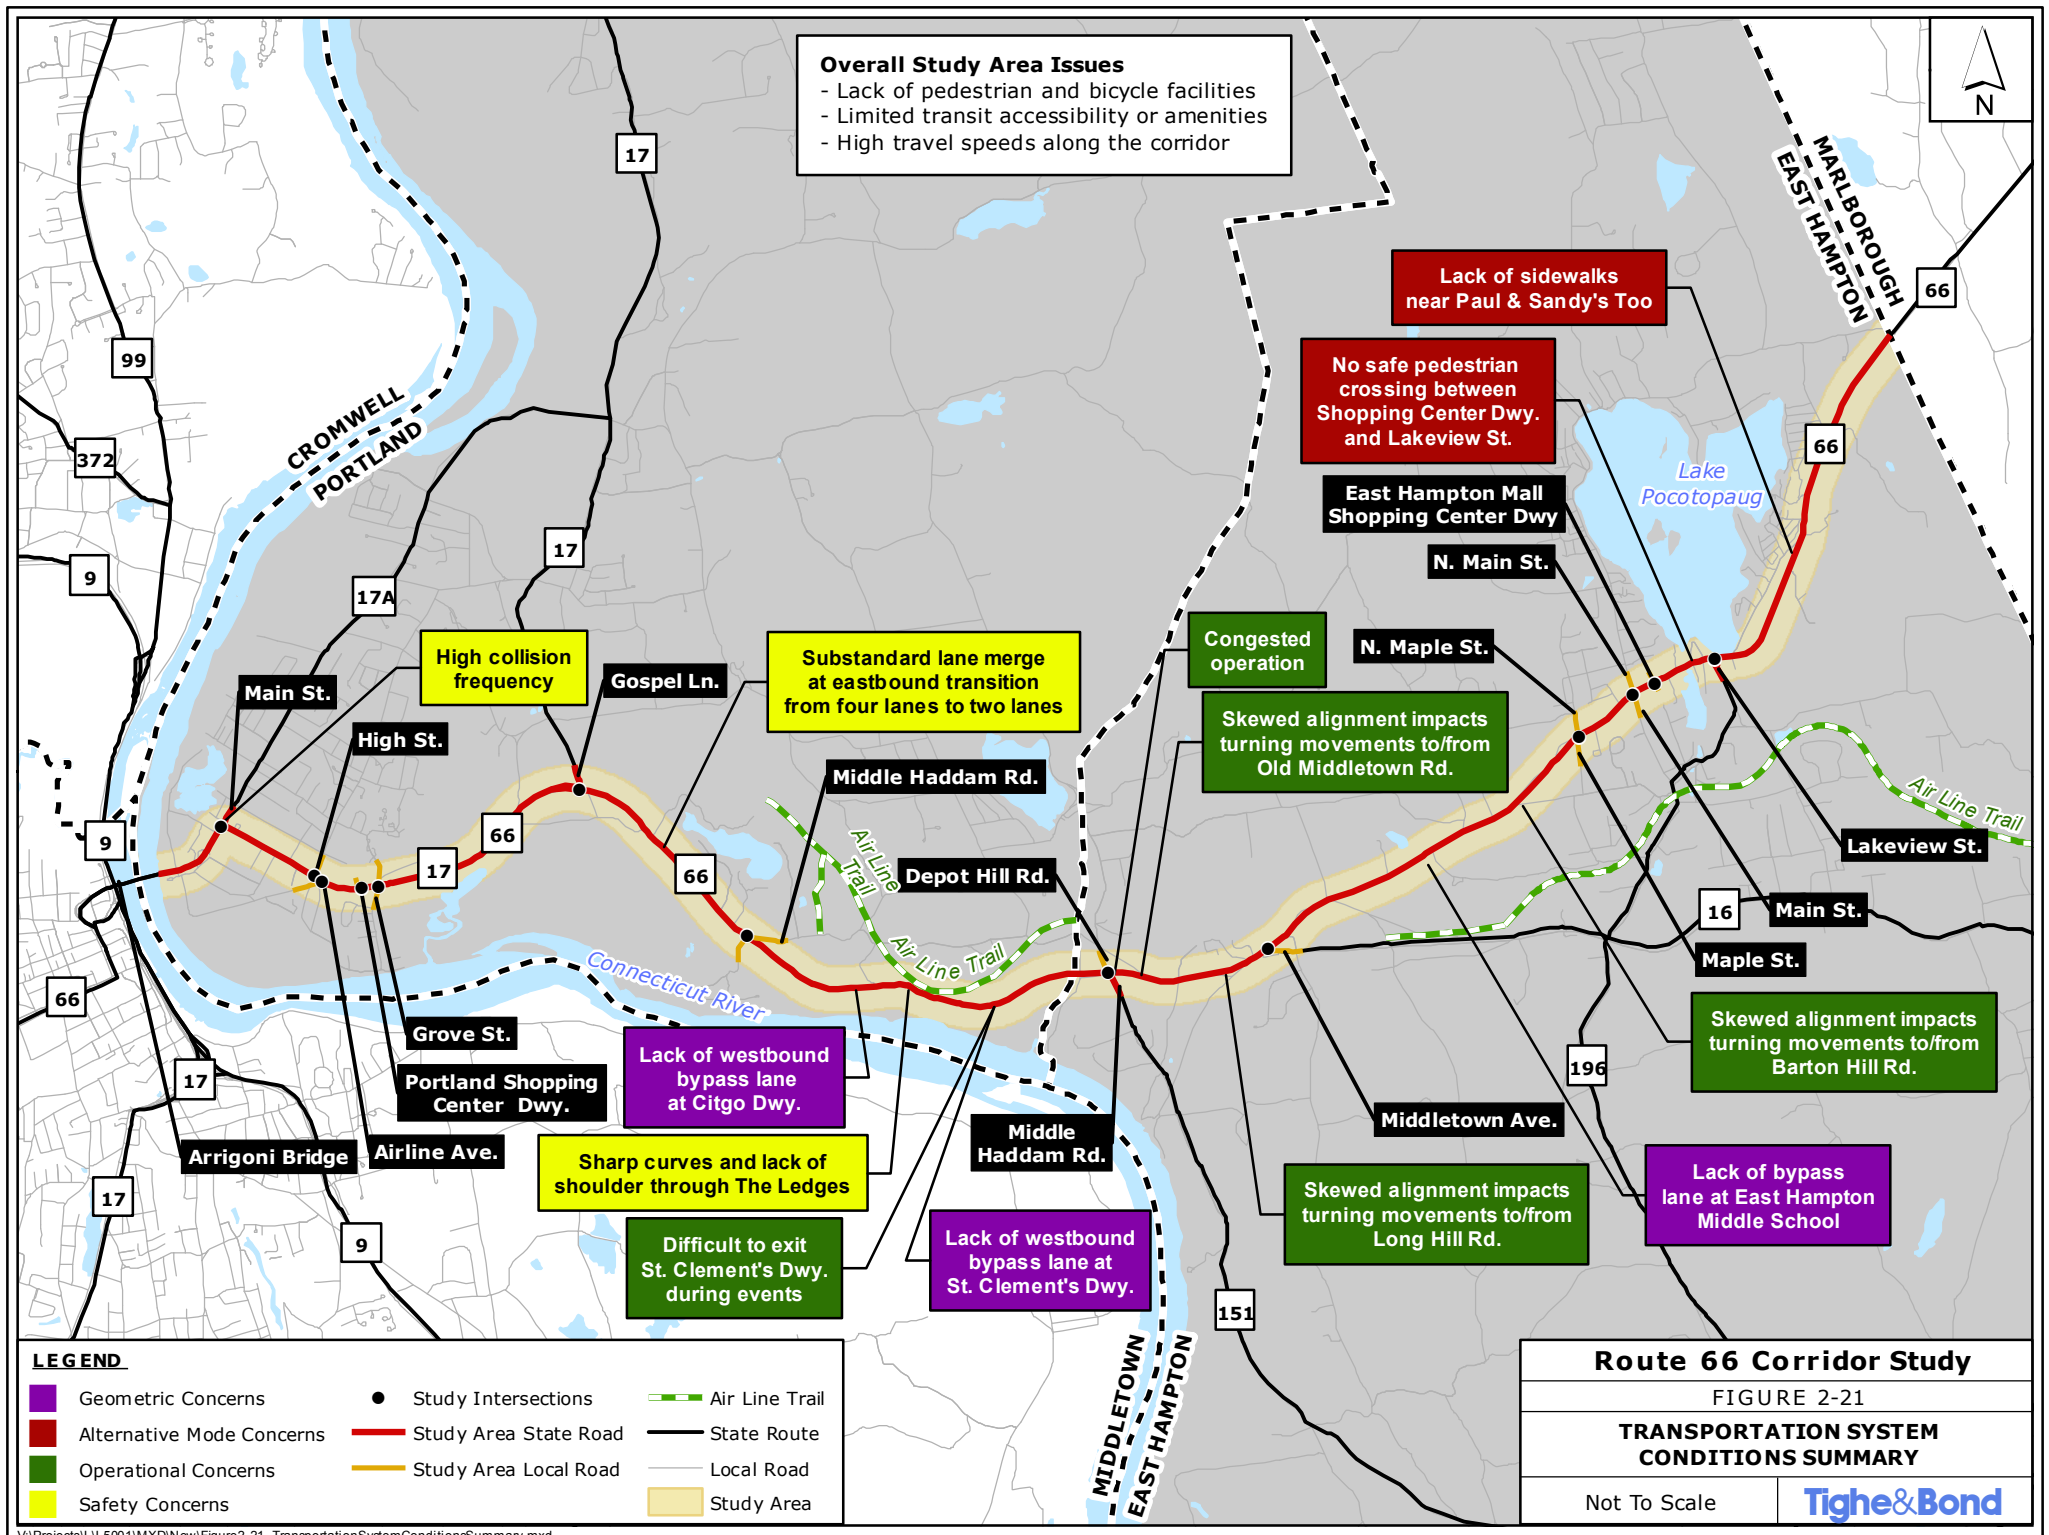 Overall Study Area Issues
- Lack of pedestrian and bicycle facilities
- Limited transit accessibility or amenities
- High travel speeds along the corridor
N
MARLBOROUGH
EAST HAMPTON
17
66
99
372
9
CROMWELL
PORTLAND
17
17A
Lack of sidewalks
near Paul & Sandy's Too
No safe pedestrian
crossing between
Shopping Center Dwy.
and Lakeview St.
66
Lake
Pocotopaug
East Hampton Mall
Shopping Center Dwy
N. Main St.
N. Maple St.
Congested
operation
Skewed alignment impacts
turning movements to/from
Old Middletown Rd.
High collision
frequency
Substandard lane merge
at eastbound transition
from four lanes to two lanes
Main St.
Gospel Ln.
High St.
Middle Haddam Rd.
Air Line Trail
9
66
17
66
Air Line
Trail
Depot Hill Rd.
Lakeview St.
16
Main St.
Maple St.
Air Line Trail
Connecticut River
66
Grove St.
Portland Shopping
Center Dwy.
Airline Ave.
Arrigoni Bridge
17
17
9
Lack of westbound
bypass lane
at Citgo Dwy.
Sharp curves and lack of
shoulder through The Ledges
Difficult to exit
St. Clement's Dwy.
during events
Lack of westbound
bypass lane at
St. Clement's Dwy.
Middle
Haddam Rd.
Middletown Ave.
Skewed alignment impacts
turning movements to/from
Barton Hill Rd.
196
Lack of bypass
lane at East Hampton
Middle School
Skewed alignment impacts
turning movements to/from
Long Hill Rd.
151
MIDDLETOWN
EAST HAMPTON
LEGEND
Geometric Concerns
Alternative Mode Concerns
Operational Concerns
Safety Concerns
Study Intersections
Study Area State Road
Study Area Local Road
Air Line Trail
State Route
Local Road
Study Area
Route 66 Corridor Study
FIGURE 2-21
TRANSPORTATION SYSTEM
CONDITIONS SUMMARY
Not To Scale
Tighe&Bond